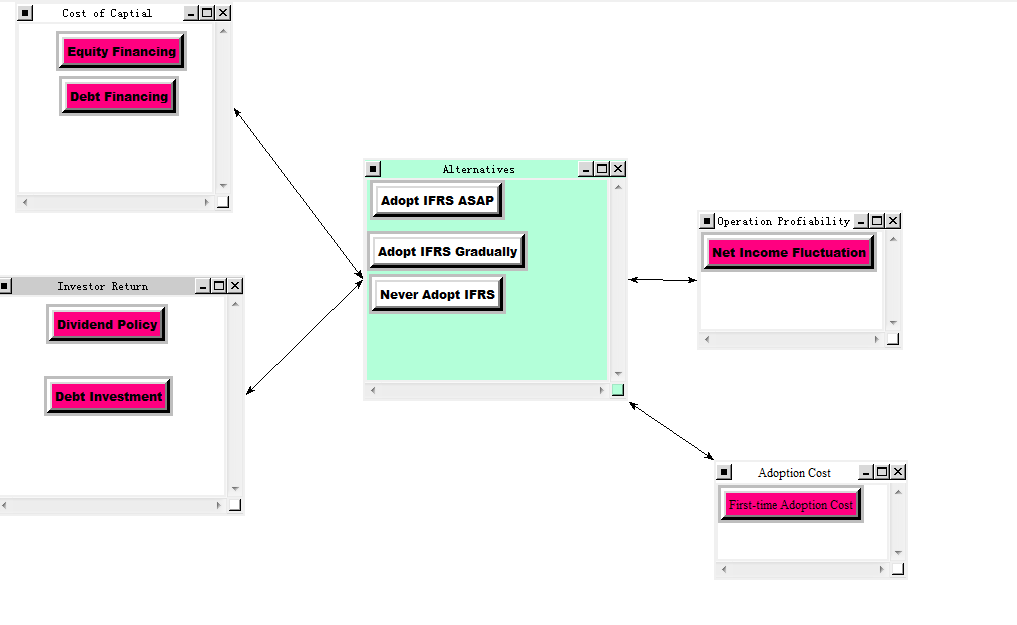 Cost of Captial
Equity Financing
Debt Financing
Investor Return
Dividend Policy
Debt Investment
Alternatives
Adopt IFRS ASAP
Adopt IFRS Gradually
Never Adopt IFRS
Operation Profiability
Net Income Fluctuation
Adoption Cost
First-time Adoption Cost